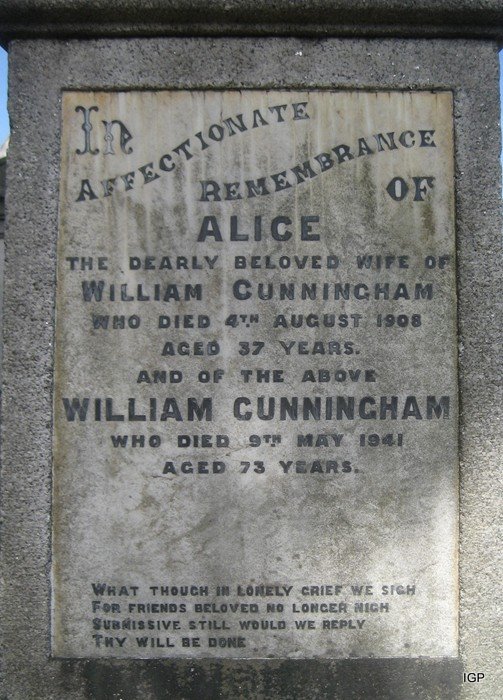 In
AFFECTIONATE
REMEMBRANCE
OF
ALICE
THE DEARLY BELOVED WIFE OF
WILLIAM CUNNINGHAM
WHO DIED 4TH AUGUST 1908
AGED 37 YEARS.
AND OF THE ABOVE
WILLIAM CUNNINGHAM
WHO DIED 9TH MAY 1941
AGED 73 YEARS.
WHAT THOUGH IN LONELY GRIEF WE SIGH
FOR FRIENDS BELOVED NO LONGER NIGH
SUBMISSIVE STILL WOULD WE REPLY
THY WILL BE DONE
IGP